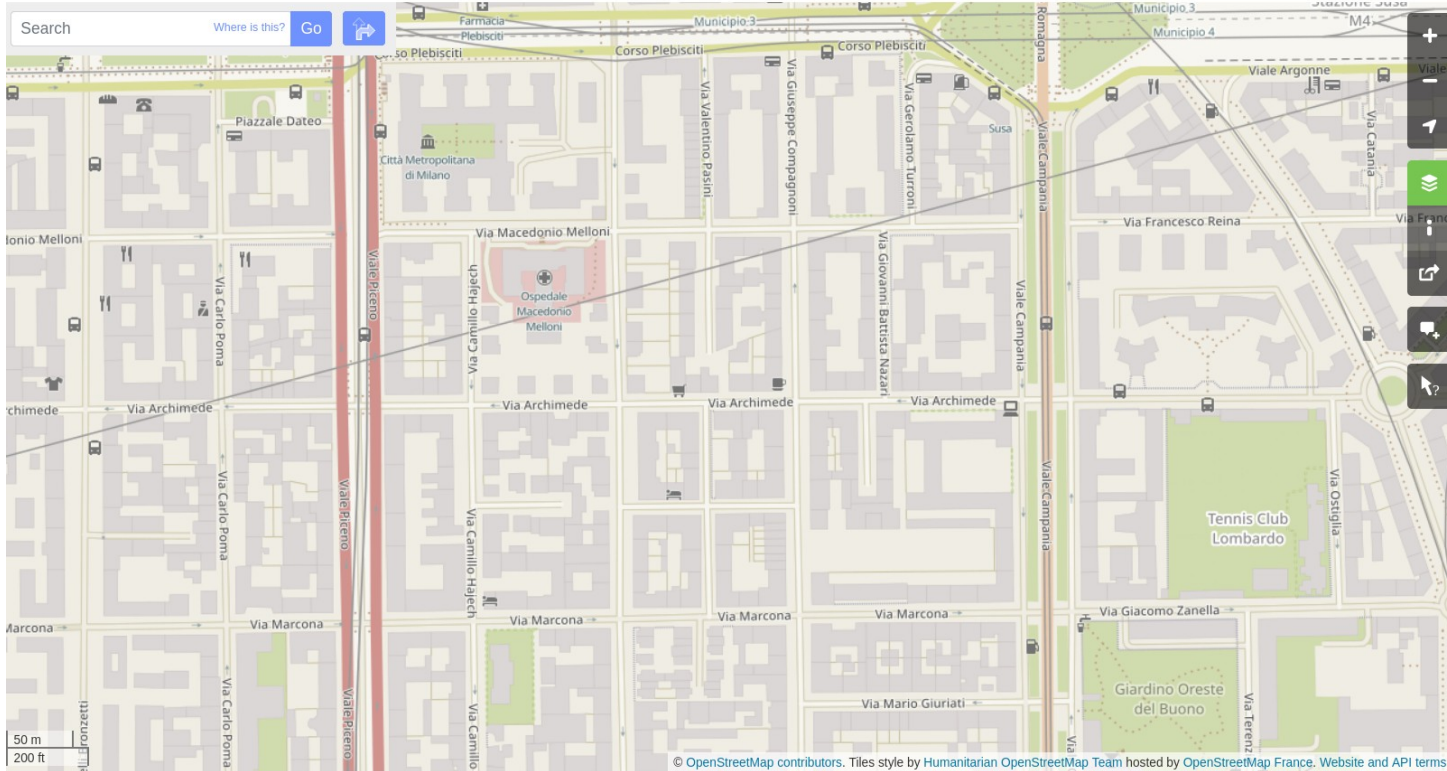 Search
Where is this?
Go
Farmacia
Plebisciti
Municipio 3
Municipio 3
Municipio 4
Stazione Susa
M4
Corso Plebisciti
Corso Plebisciti
so Plebisciti
Romagna
Viale Argonne
Viale
Piazzale Dateo
Città Metropolitana
di Milano
Via Valentino Pasini
Via Giuseppe Compagnoni
Via Gerolamo Turroni
Susa
Viale Campania
Via Catania
Via Francesco Reina
Via Franc
donio Melloni
Via Macedonio Melloni
Viale Piceno
Via Carlo Poma
Via Camillo Hajech
Ospedale
Macedonio
Melloni
Via Giovanni Battista Nazari
Viale Campania
rchimede
Via Archimede
Via Archimede
Via Archimede
Via Archimede
Via Carlo Poma
Viale Piceno
Via Camillo Hajech
Viale Campania
Via Ostiglia
Tennis Club
Lombardo
Marcona
Via Marcona
Via Marcona
Via Marcona
Via Marcona
Via Giacomo Zanella
Via Carlo Poma
Viale Piceno
Via Camillo
Via Mario Giuriati
Giardino Oreste
del Buono
Via Terenz
Via
50 m
200 ft
© OpenStreetMap contributors. Tiles style by Humanitarian OpenStreetMap Team hosted by OpenStreetMap France. Website and API terms